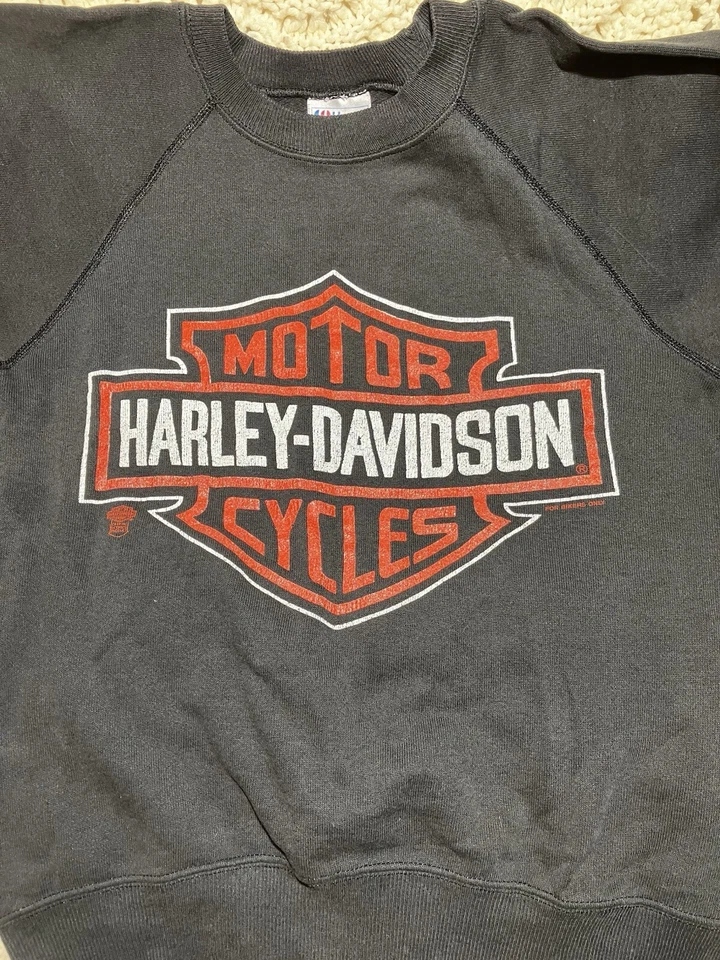 MOTOR
HARLEY-DAVIDSON
®
CYCLES
FOR BIKERS ONLY